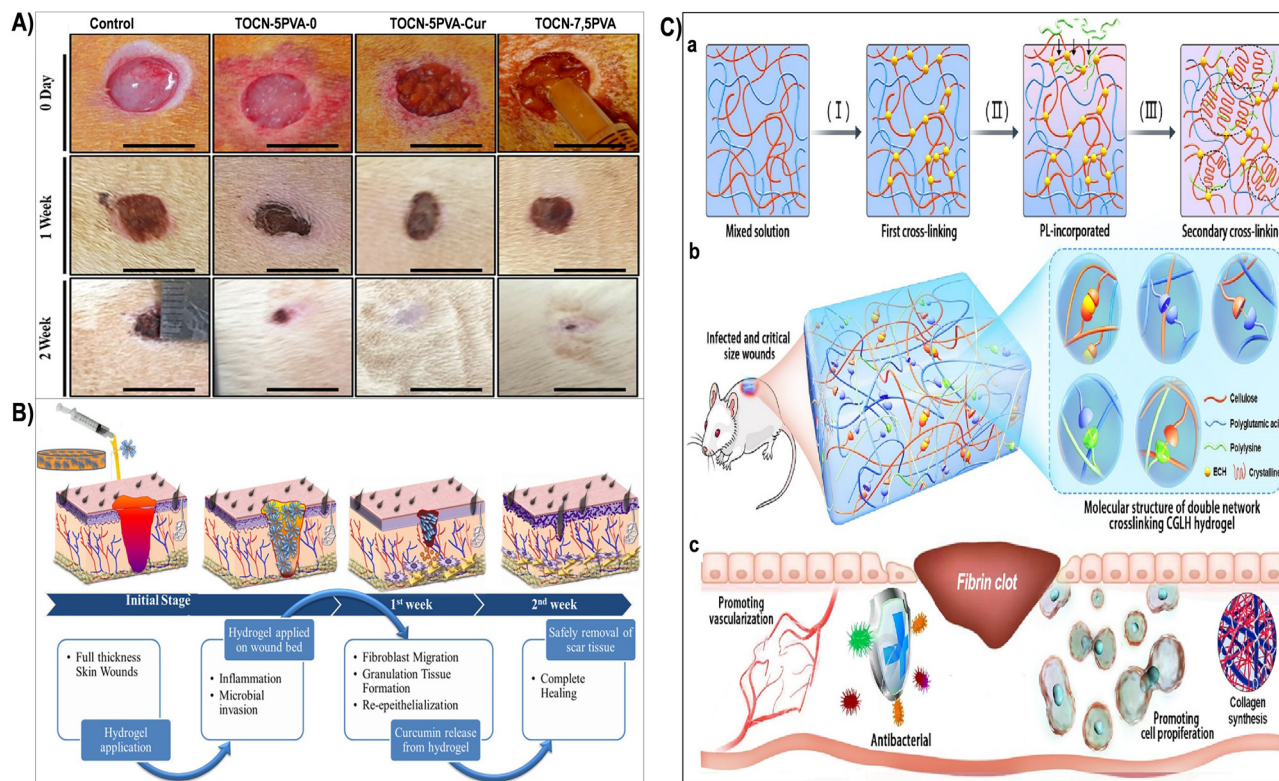 A)
Control
TOCN-5PVA-0
TOCN-5PVA-Cur
TOCN-7,5PVA
0 Day
1 Week
2 Week
B)
Initial Stage
1st week
2nd week
• Full thickness
Skin Wounds
Hydrogel
application
Hydrogel applied
on wound bed
• Inflammation
• Microbial
invasion
• Fibroblast Migration
• Granulation Tissue
Formation
• Re-epeithelialization
Curcumin release
from hydrogel
Safely removal of
scar tissue
• Complete
Healing
C)
a
(I)
(II)
(III)
Mixed solution
First cross-linking
PL-incorporated
Secondary cross-linkin
b
Infected and critical
size wounds
Cellulose
Polyglutamic acid
Polylysine
ECH
Crystalline
Molecular structure of double network
crosslinking CGLH hydrogel
c
Promoting
vascularization
Fibrin clot
Antibacterial
Promoting
cell propiferation
Collagen
synthesis